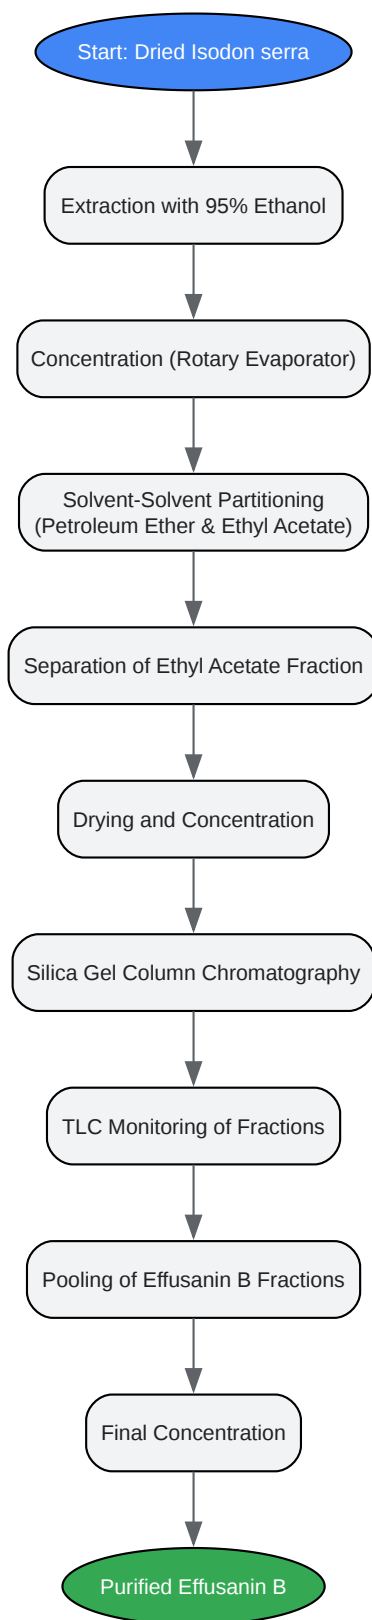 Start: Dried Isodon serra
Extraction with 95% Ethanol
Concentration (Rotary Evaporator)
Solvent-Solvent Partitioning
(Petroleum Ether & Ethyl Acetate)
Separation of Ethyl Acetate Fraction
Drying and Concentration
Silica Gel Column Chromatography
TLC Monitoring of Fractions
Pooling of Effusanin B Fractions
Final Concentration
Purified Effusanin B